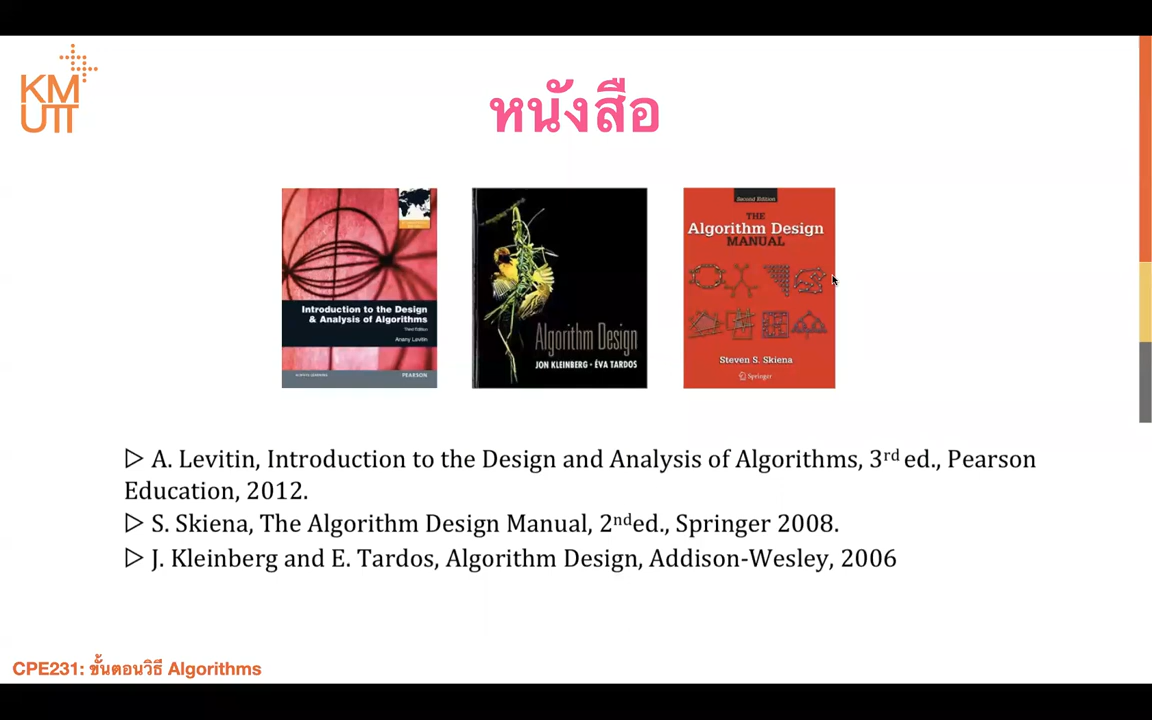 KM
UTT
หนังสือ
Introduction to the Design
& Analysis of Algorithms
Third Edition
Anany Levitin
ALWAYS LEARNING
PEARSON
Algorithm Design
JON KLEINBERG • ÉVA TARDOS
Second Edition
THE
Algorithm Design
MANUAL
Steven S. Skiena
Springer
▷ A. Levitin, Introduction to the Design and Analysis of Algorithms, 3rd ed., Pearson
Education, 2012.
▷ S. Skiena, The Algorithm Design Manual, 2nded., Springer 2008.
▷ J. Kleinberg and E. Tardos, Algorithm Design, Addison-Wesley, 2006
CPE231: ขั้นตอนวิธี Algorithms